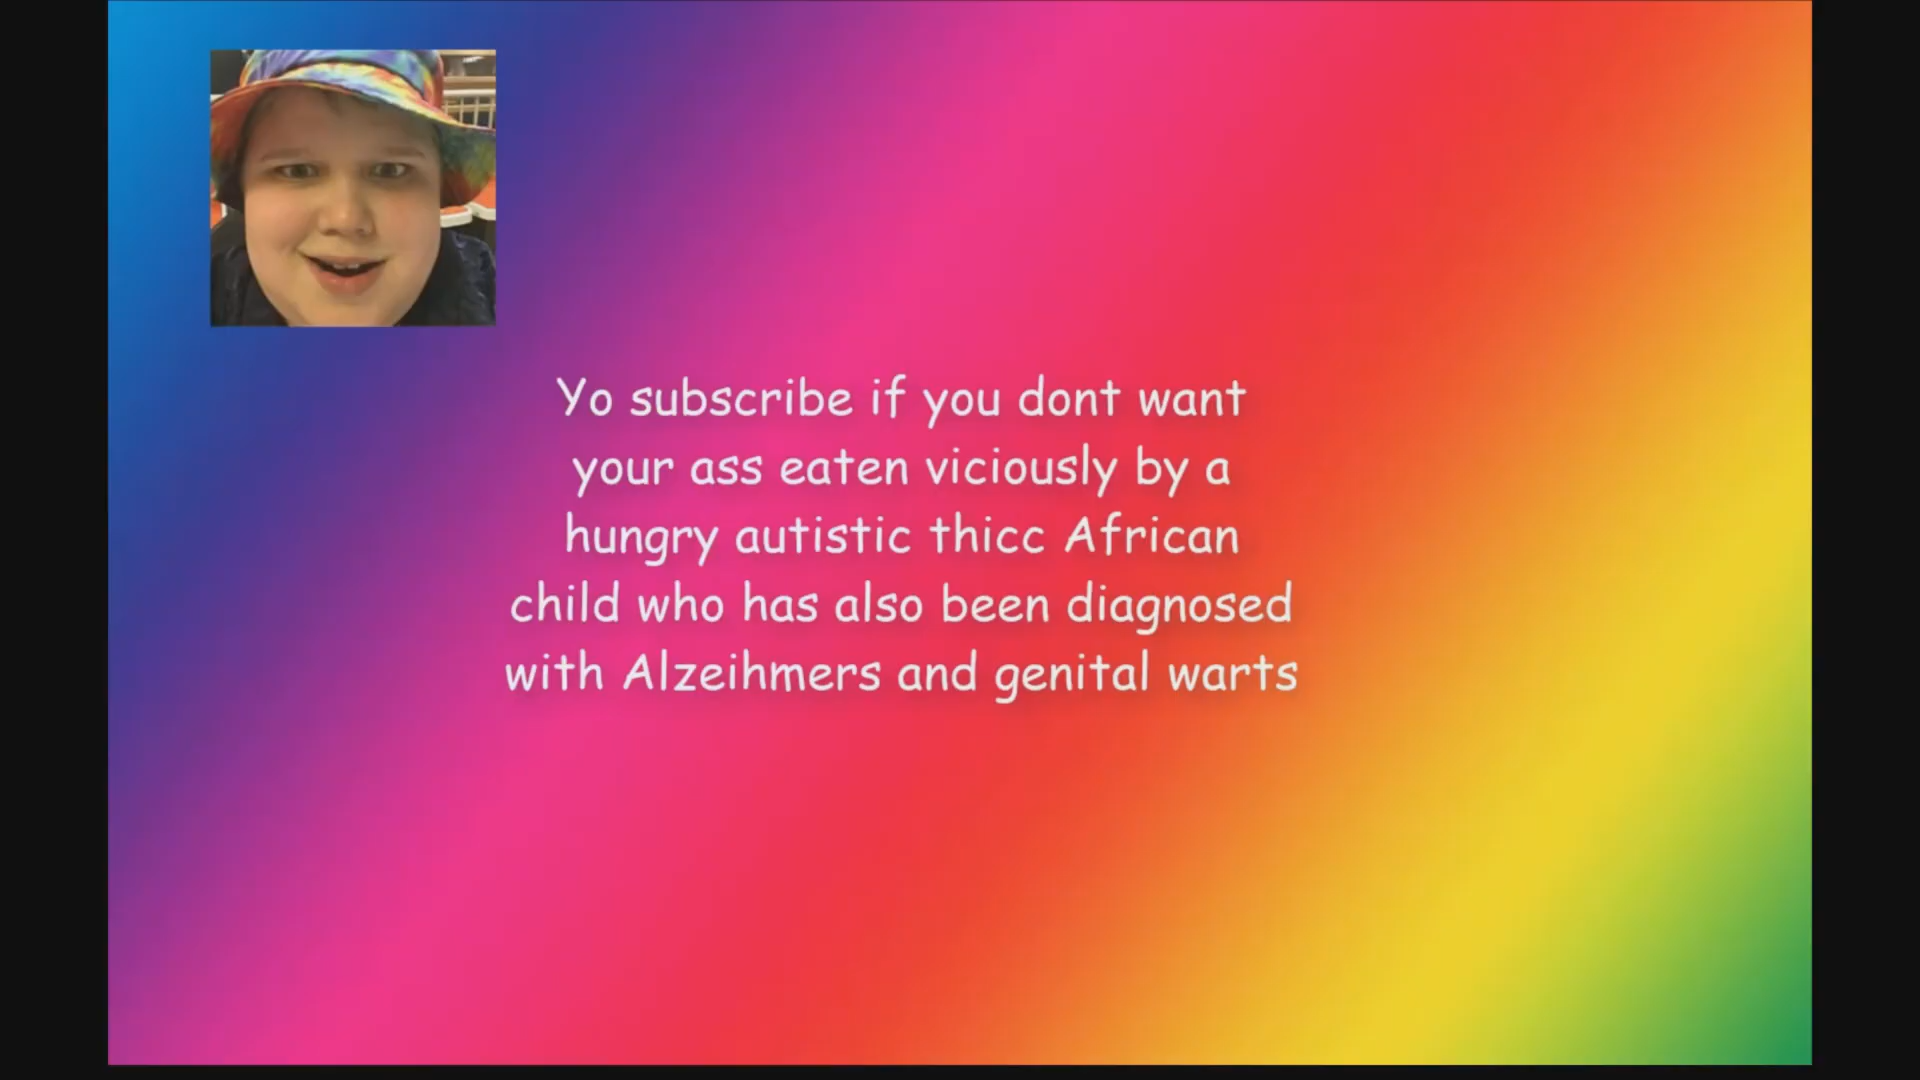 Yo subscribe if you dont want
your ass eaten viciously by a
hungry autistic thicc African
child who has also been diagnosed
with Alzeihmers and genital warts